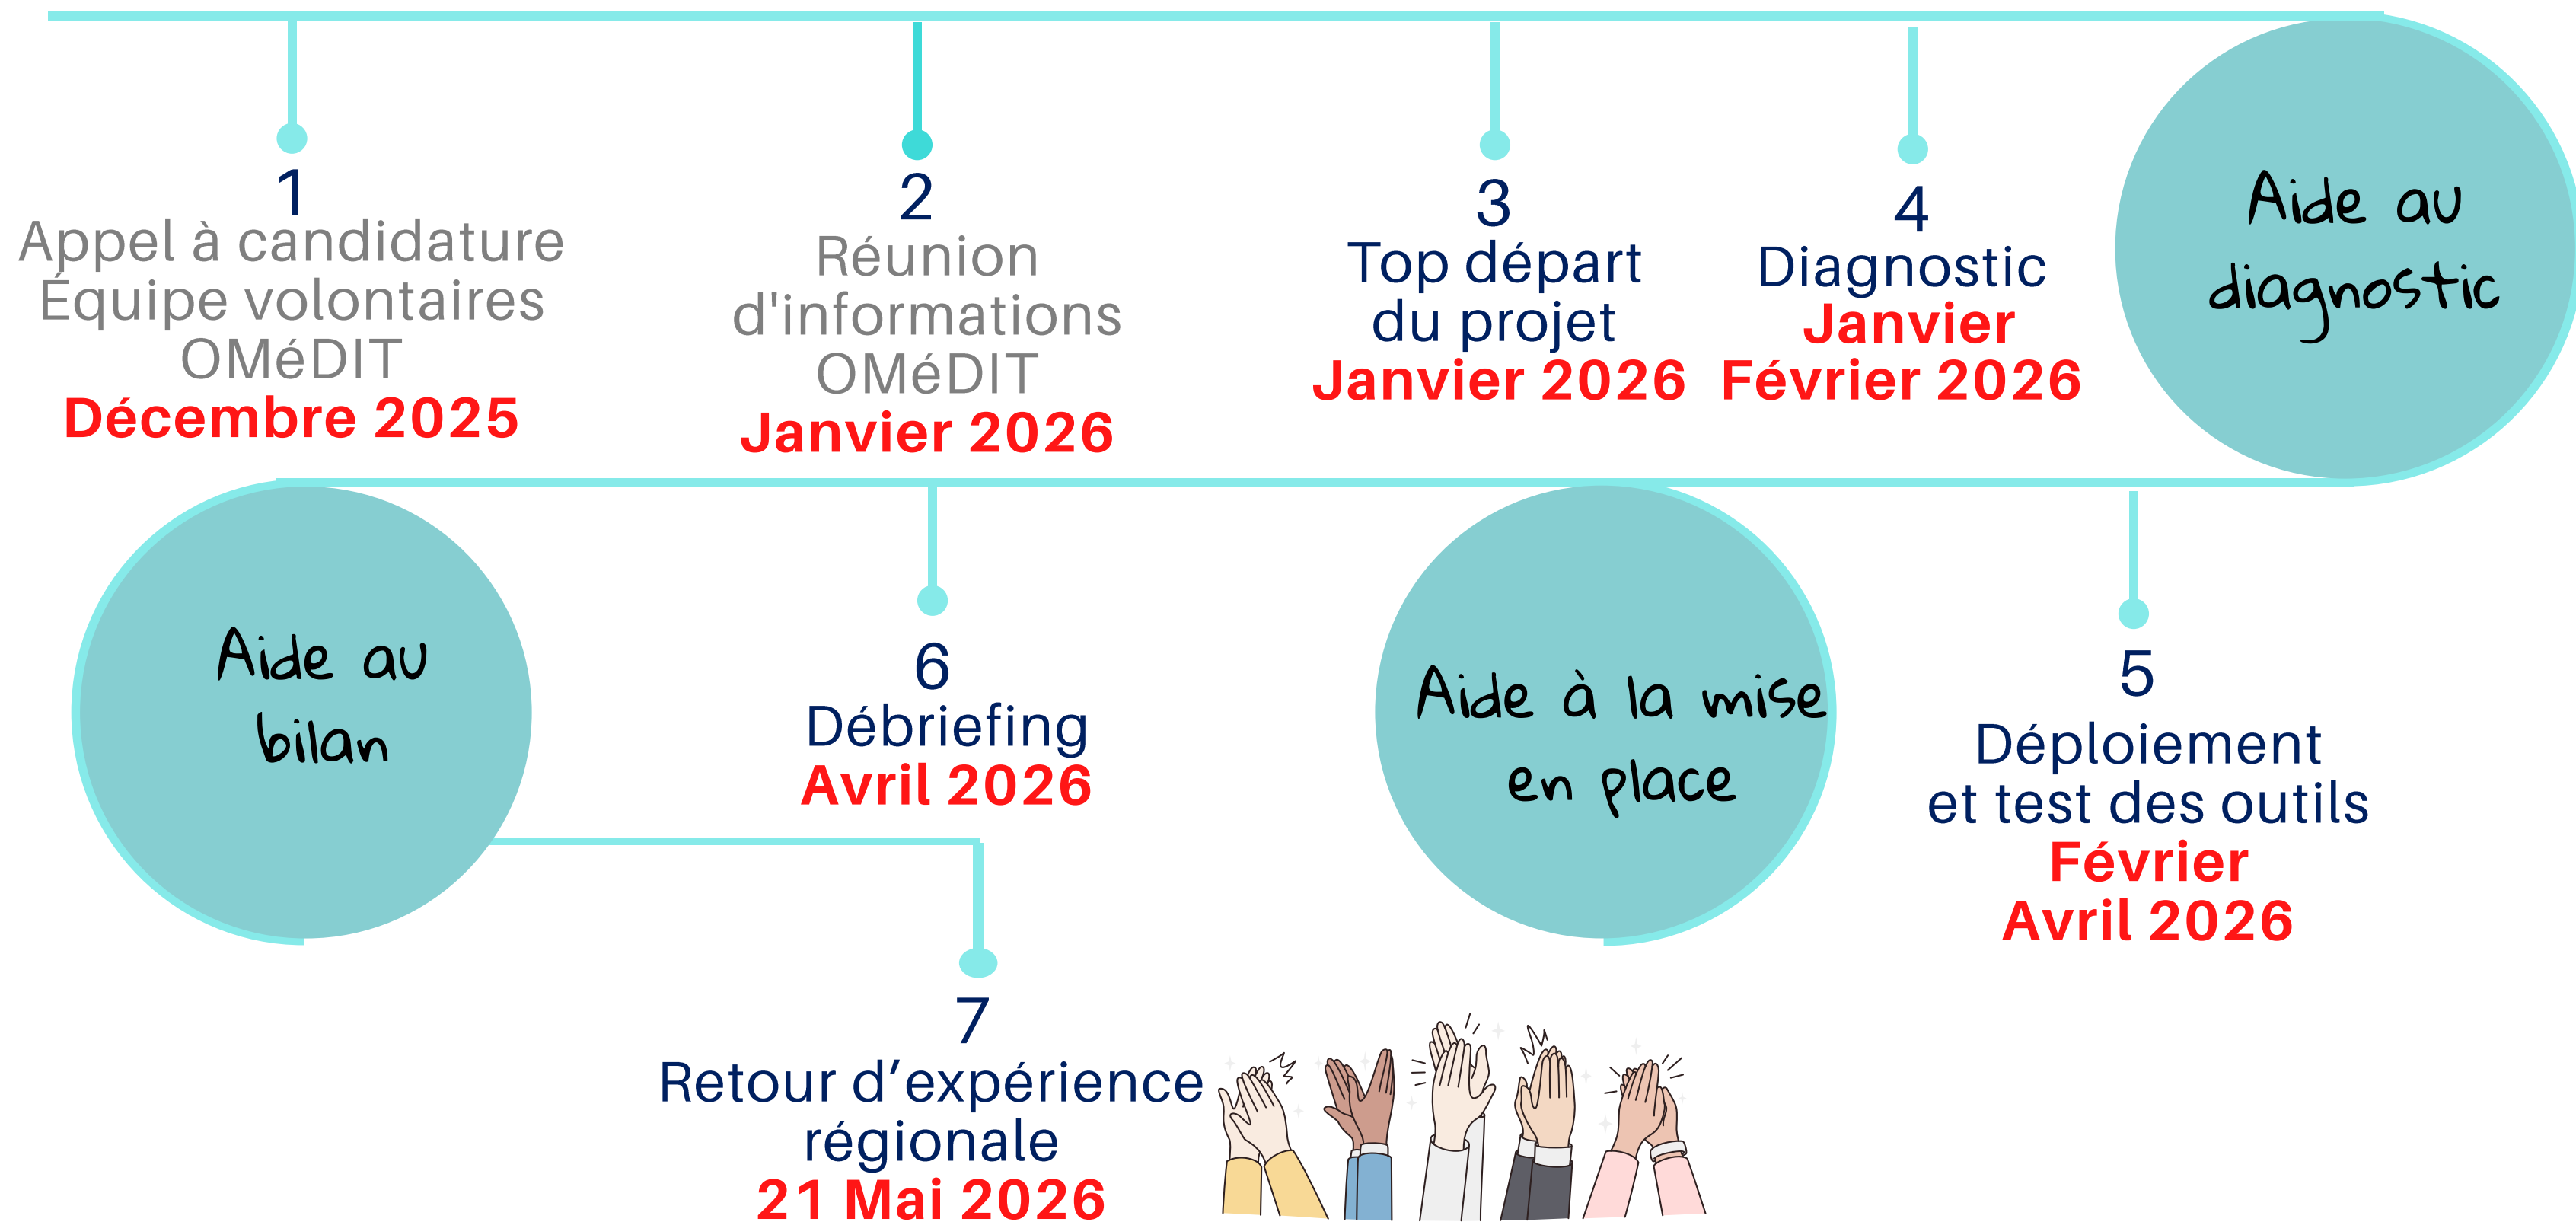 1
Appel à candidature
Équipe volontaires
OMéDIT
Décembre 2025
2
Réunion
d'informations
OMéDIT
Janvier 2026
3
Top départ
du projet
Janvier 2026
4
Diagnostic
Janvier
Février 2026
Aide au
diagnostic
5
Déploiement
et test des outils
Février
Avril 2026
Aide à la mise
en place
6
Débriefing
Avril 2026
Aide au
bilan
7
Retour d’expérience
régionale
21 Mai 2026